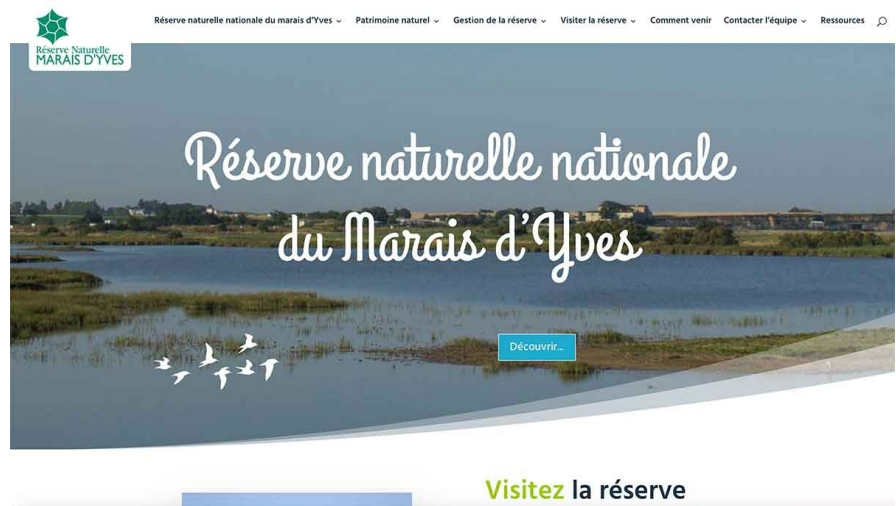 Réserve Naturelle
MARAIS D'YVES
Réserve naturelle nationale du marais d'Yves
Patrimoine naturel
Gestion de la réserve
Visiter la réserve
Comment venir
Contacter l'équipe
Ressources
Réserve naturelle nationale
du Marais d'Yves
Découvrir...
Visitez la réserve